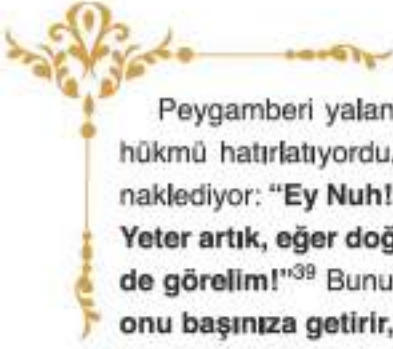 Peygamberi yalan
hükmü hatırlatıyordu,
naklediyor: “Ey Nuh!
Yeter artık, eğer doğ
de görelim!”39 Bunu
onu başınıza getirir,